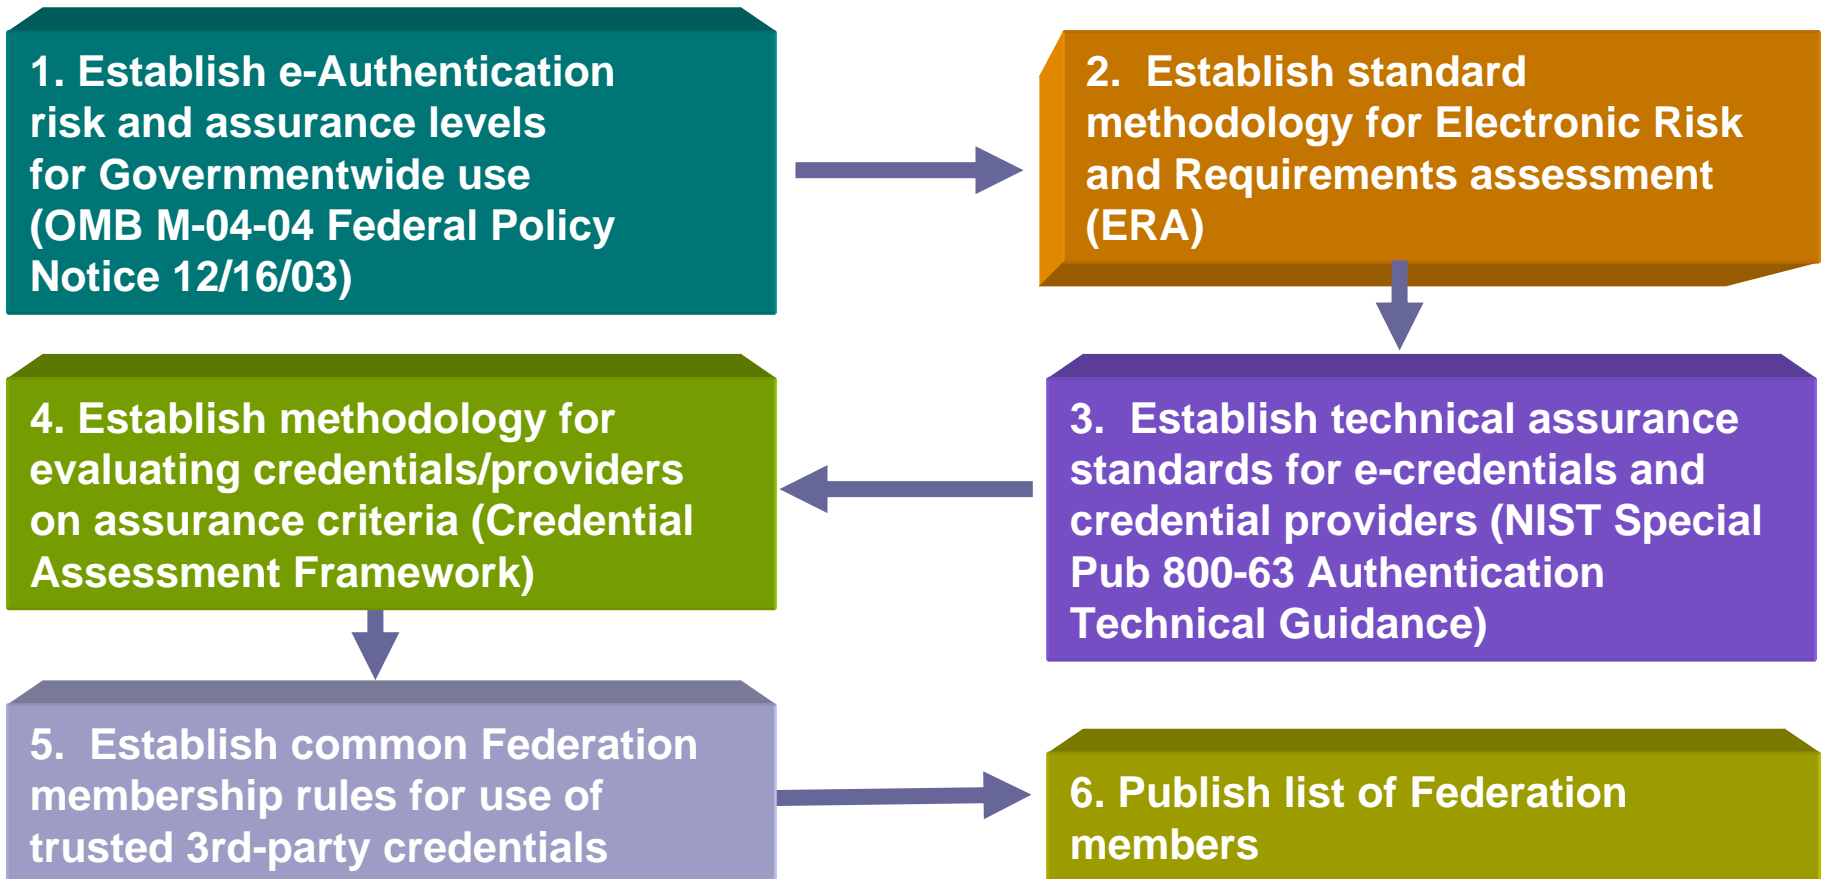 1. Establish e-Authentication
risk and assurance levels
for Governmentwide use
(OMB M-04-04 Federal Policy
Notice 12/16/03)
2. Establish standard
methodology for Electronic Risk
and Requirements assessment
(ERA)
3. Establish technical assurance
standards for e-credentials and
credential providers (NIST Special
Pub 800-63 Authentication
Technical Guidance)
4. Establish methodology for
evaluating credentials/providers
on assurance criteria (Credential
Assessment Framework)
5. Establish common Federation
membership rules for use of
trusted 3rd-party credentials
6. Publish list of Federation
members